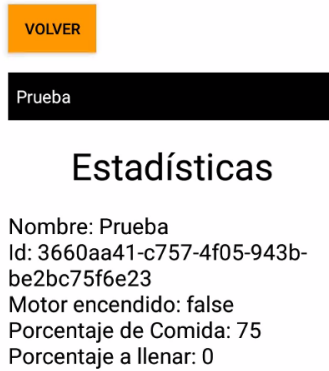 VOLVER
Prueba
Estadísticas
Nombre: Prueba
Id: 3660aa41-c757-4f05-943b-
be2bc75f6e23
Motor encendido: false
Porcentaje de Comida: 75
Porcentaje a llenar: 0